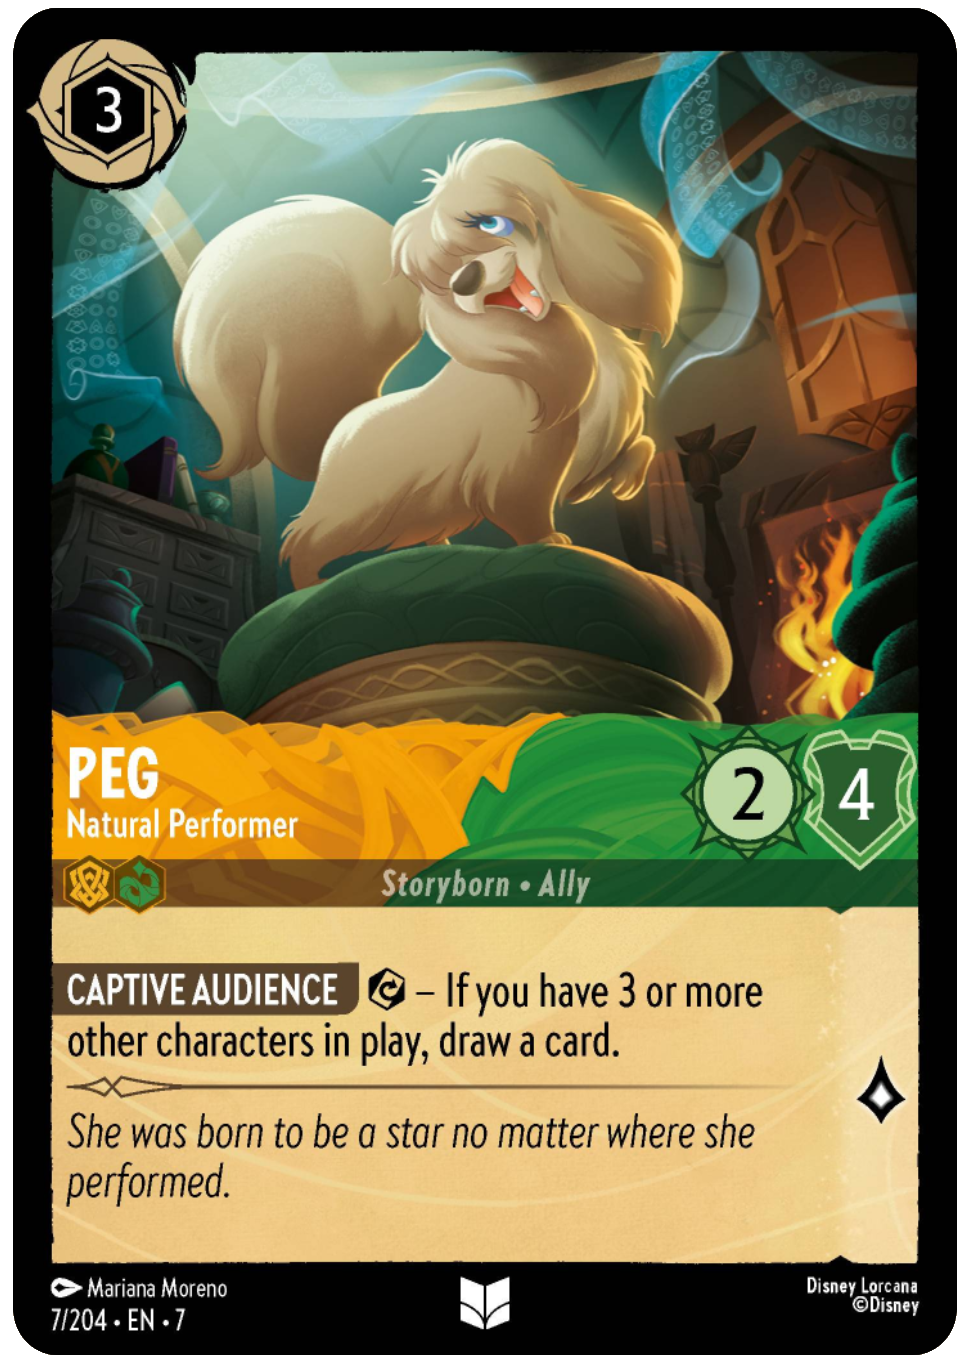 3
PEG
Natural Performer
2
4
Storyborn • Ally
CAPTIVE AUDIENCE – If you have 3 or more
other characters in play, draw a card.
She was born to be a star no matter where she
performed.
Mariana Moreno
7/204 • EN • 7
Disney Lorcana
©Disney